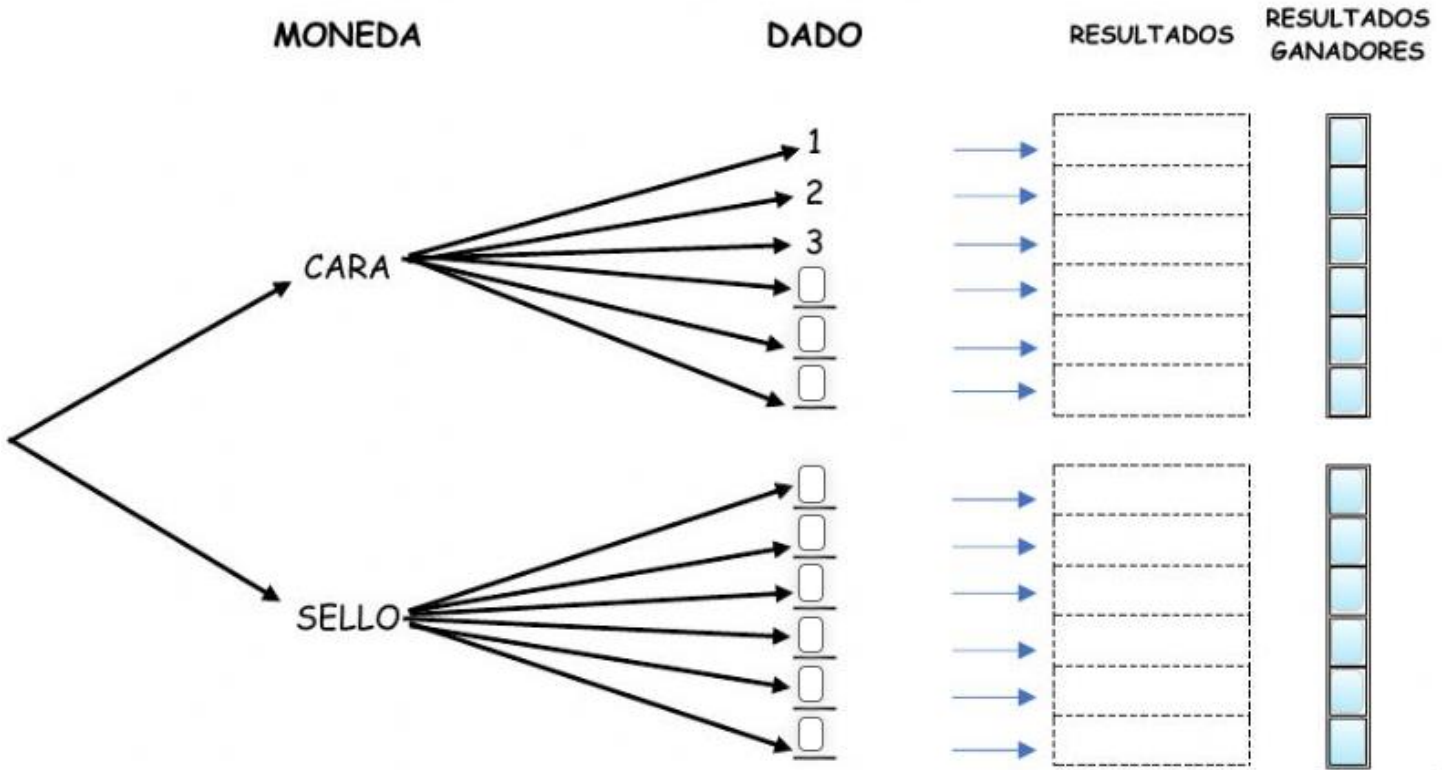 MONEDA DADO RESULTADOS RESULTADOS GANADORES
1
2
CARA 3
SELLO